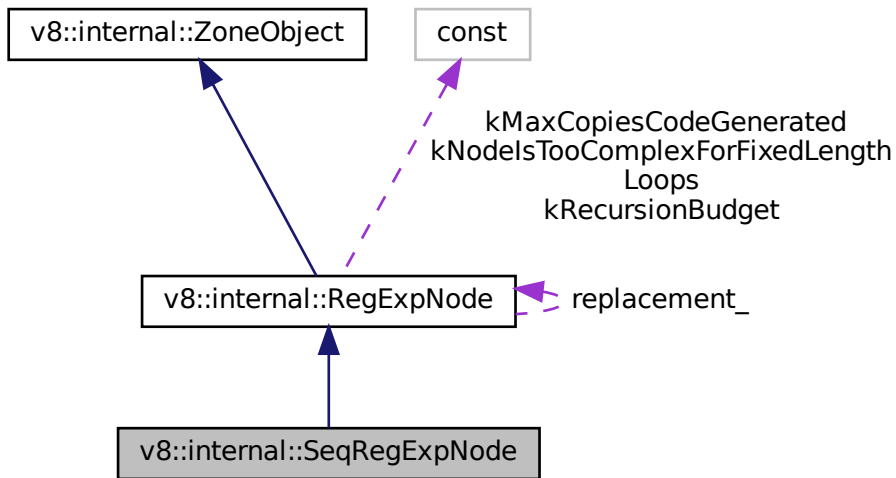 v8::internal::ZoneObject
const
kMaxCopiesCodeGenerated
kNodeIsTooComplexForFixedLength
Loops
kRecursionBudget
v8::internal::RegExpNode
replacement_
v8::internal::SeqRegExpNode